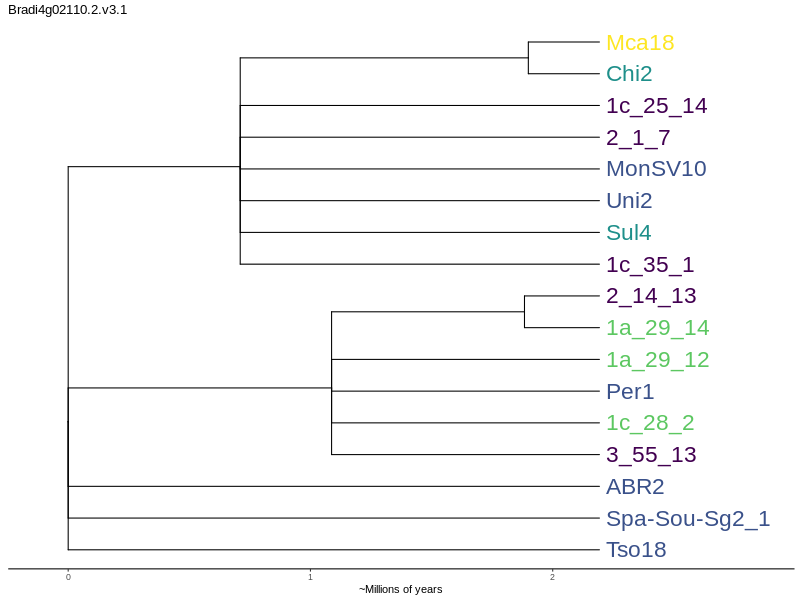 Bradi4g02110.2.v3.1
Mca18
Chi2
1c_25_14
2_1_7
MonSV10
Uni2
Sul4
1c_35_1
2_14_13
1a_29_14
1a_29_12
Per1
1c_28_2
3_55_13
ABR2
Spa-Sou-Sg2_1
Tso18
0 1 2
~Millions of years